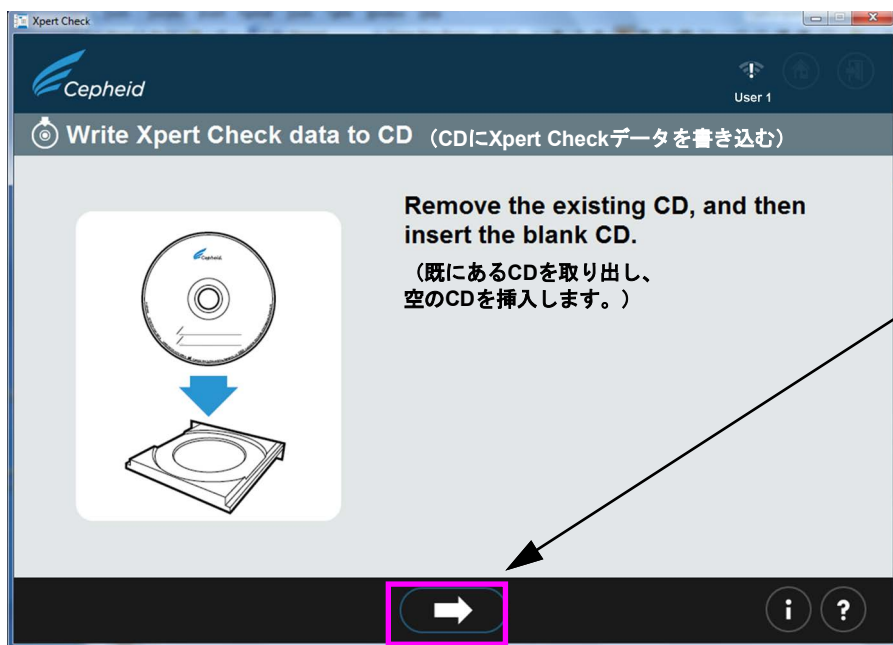 Xpert Check
Cepheid
User 1
Write Xpert Check data to CD （CDにXpert Checkデータを書き込む）
Remove the existing CD, and then
insert the blank CD.
（既にあるCDを取り出し、
空のCDを挿入します。）
Cepheid
i ?